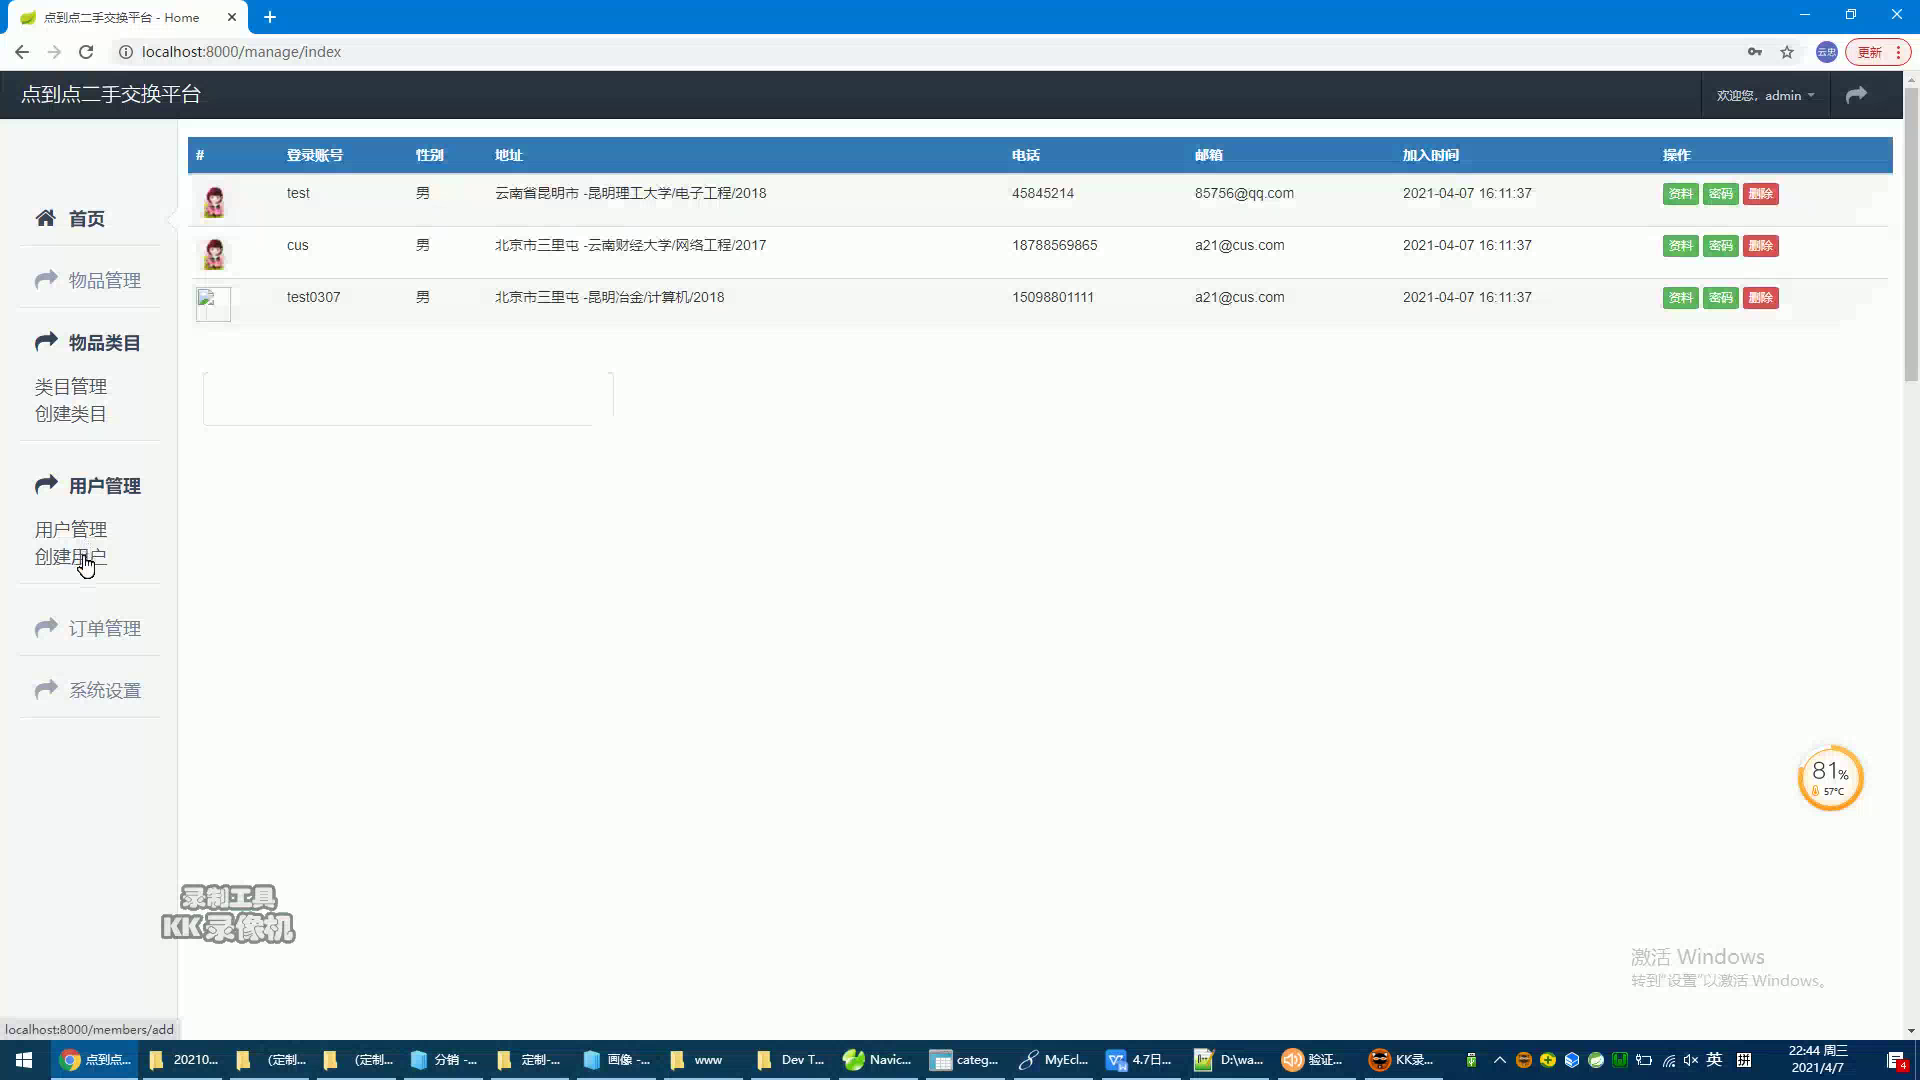 点到点二手交换平台 - Home
localhost:8000/manage/index
云忠
更新
点到点二手交换平台
欢迎您，admin
# 登录账号 性别 地址 电话 邮箱 加入时间 操作
test 男 云南省昆明市 -昆明理工大学/电子工程/2018 45845214 85756@qq.com 2021-04-07 16:11:37 资料 密码 删除
cus 男 北京市三里屯 -云南财经大学/网络工程/2017 18788569865 a21@cus.com 2021-04-07 16:11:37 资料 密码 删除
test0307 男 北京市三里屯 -昆明冶金/计算机/2018 15098801111 a21@cus.com 2021-04-07 16:11:37 资料 密码 删除
首页
物品管理
物品类目
类目管理
创建类目
用户管理
用户管理
创建用户
订单管理
系统设置
81%
57°C
录制工具
KK录像机
激活 Windows
转到"设置"以激活 Windows。
localhost:8000/members/add
点到点... 20210... (定制... (定制... 分销 -... 定制-... 画像 -... www Dev T... Navic... categ... MyEcl... 4.7日... D:\wa... 验证... KK录... 英 拼
22:44 周三
2021/4/7
4